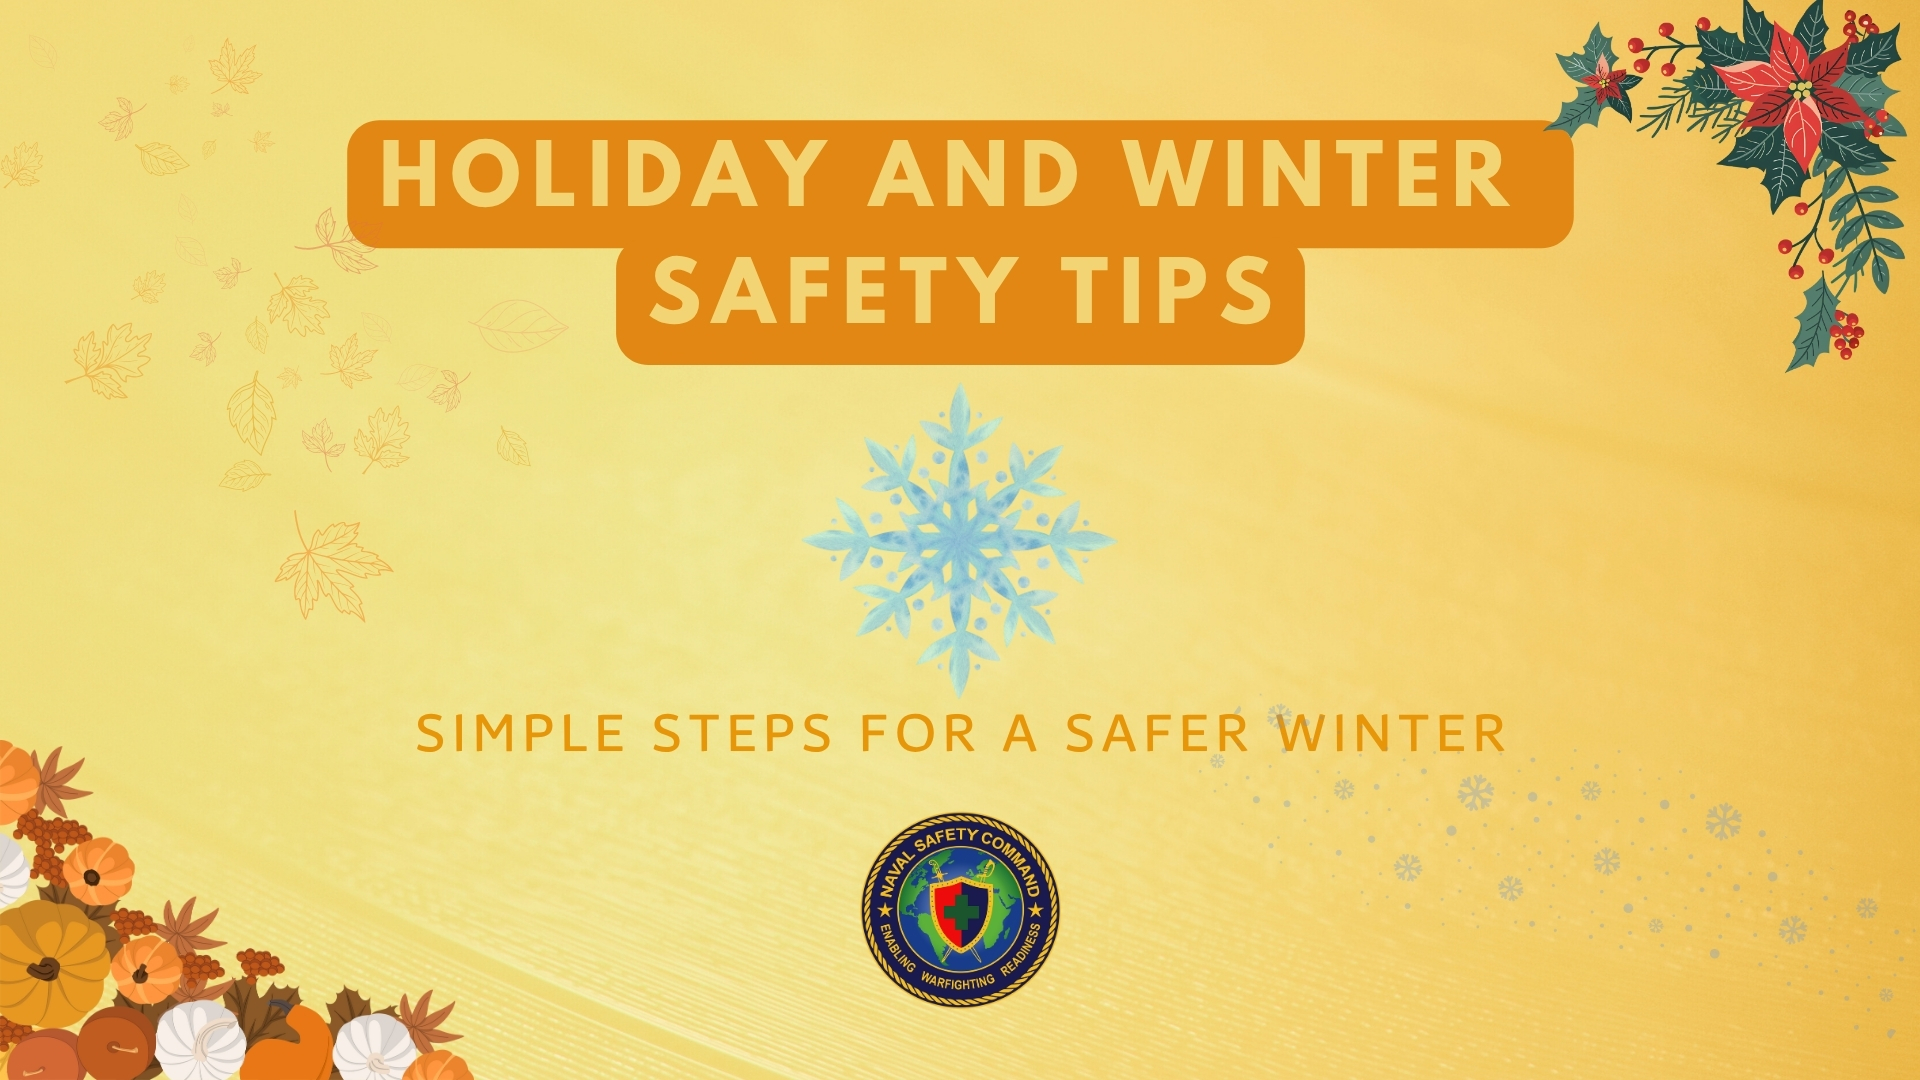 HOLIDAY AND WINTER
SAFETY TIPS
SIMPLE STEPS FOR A SAFER WINTER
NAVAL SAFETY COMMAND
ENABLING WARFIGHTING READINESS